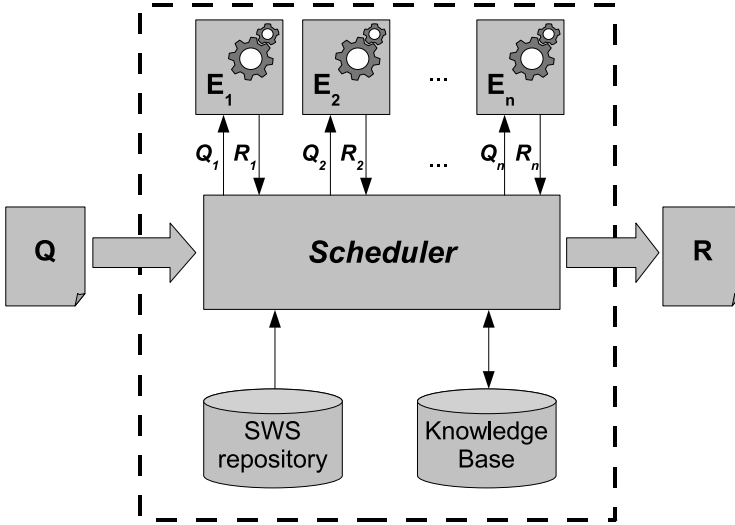 E1 E2 ... En
Q1 R1 Q2 R2 ... Qn Rn
Q Scheduler R
SWS repository
Knowledge Base